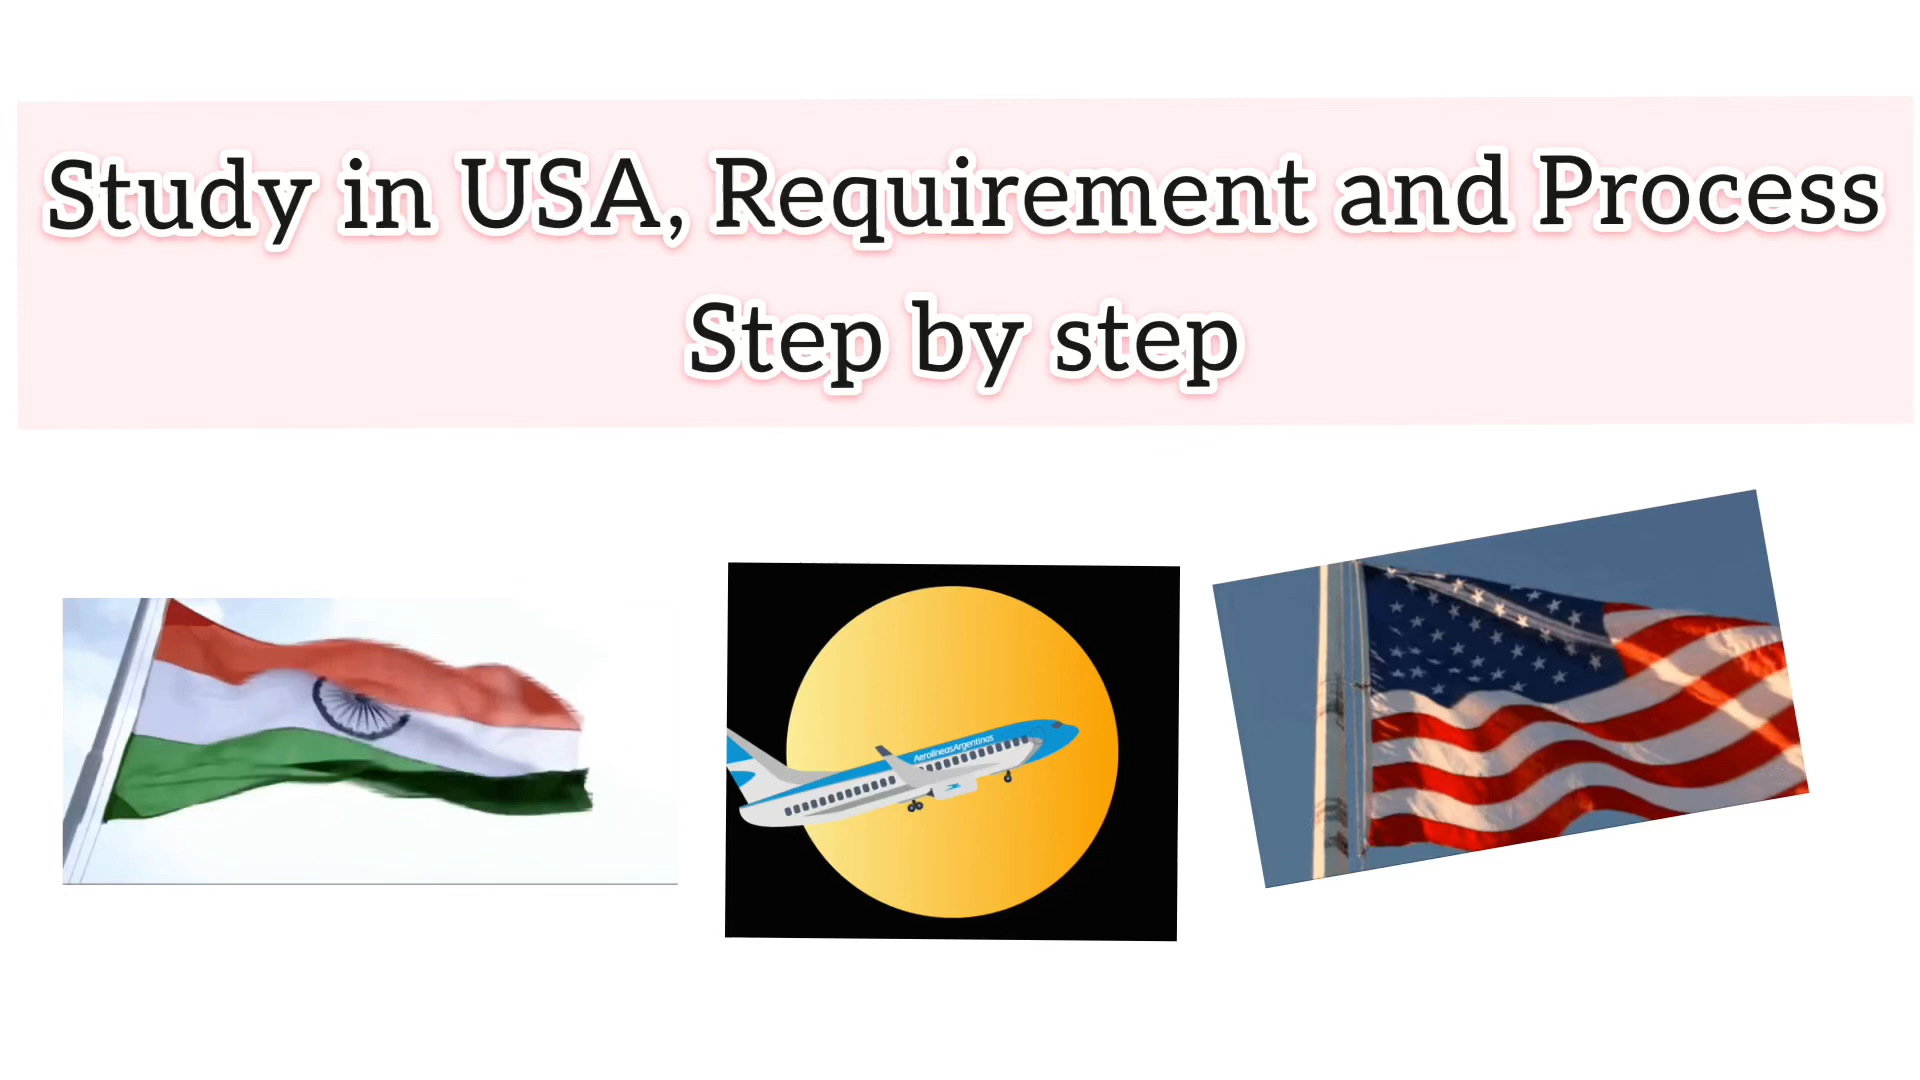 Study in USA, Requirement and Process
Step by step
AerolineasArgentinas